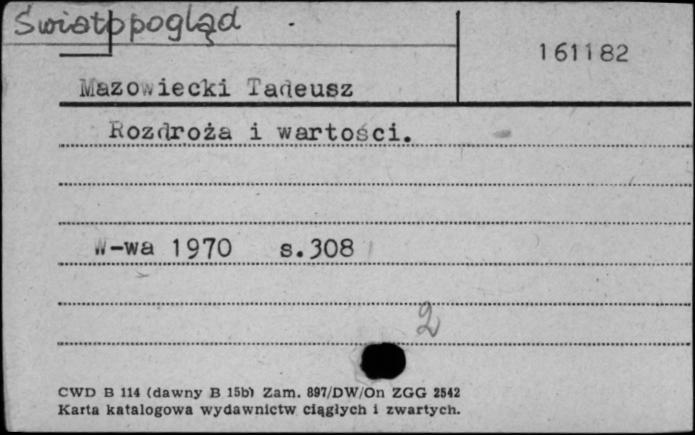 Światopogląd
161182
Mazowiecki Tadeusz
Rozdroża i wartości.
W-wa 1970 s.308
2
CWD B 114 (dawny B 15b) Zam. 897/DW/On ZGG 2542
Karta katalogowa wydawnictw ciągłych i zwartych.